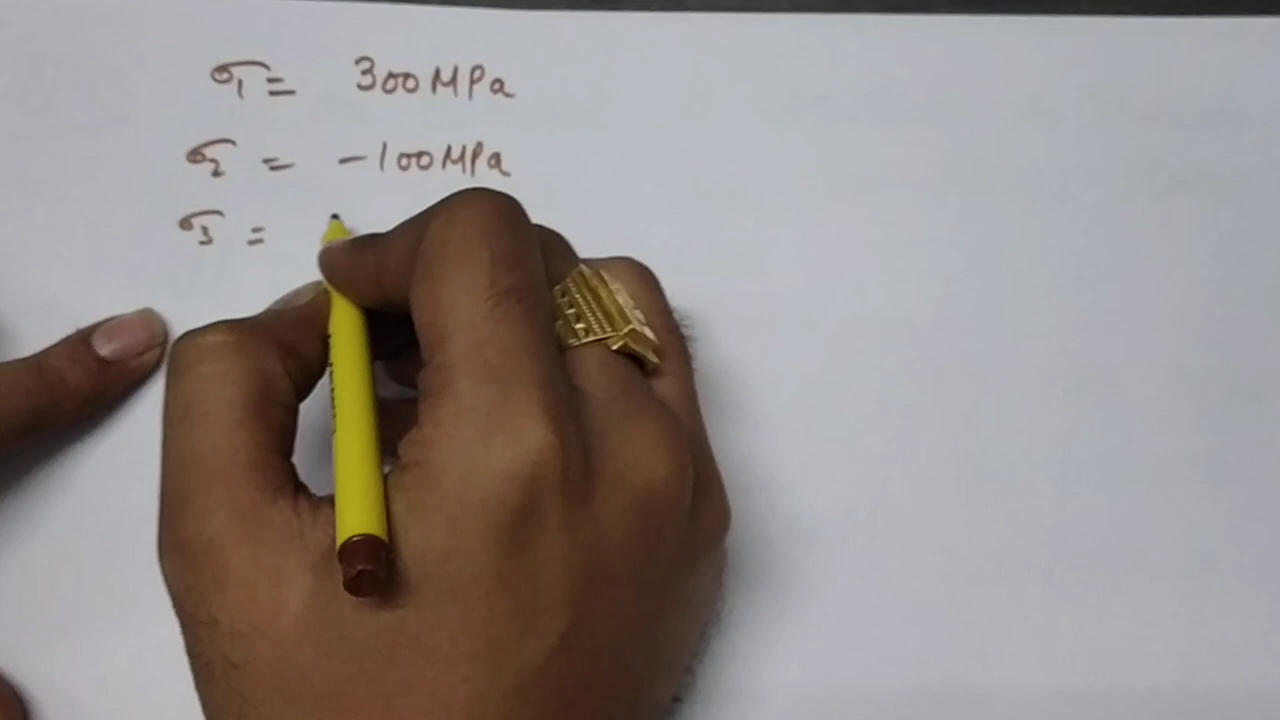 σ1 = 300 MPa
σ2 = -100 MPa
σ3 =